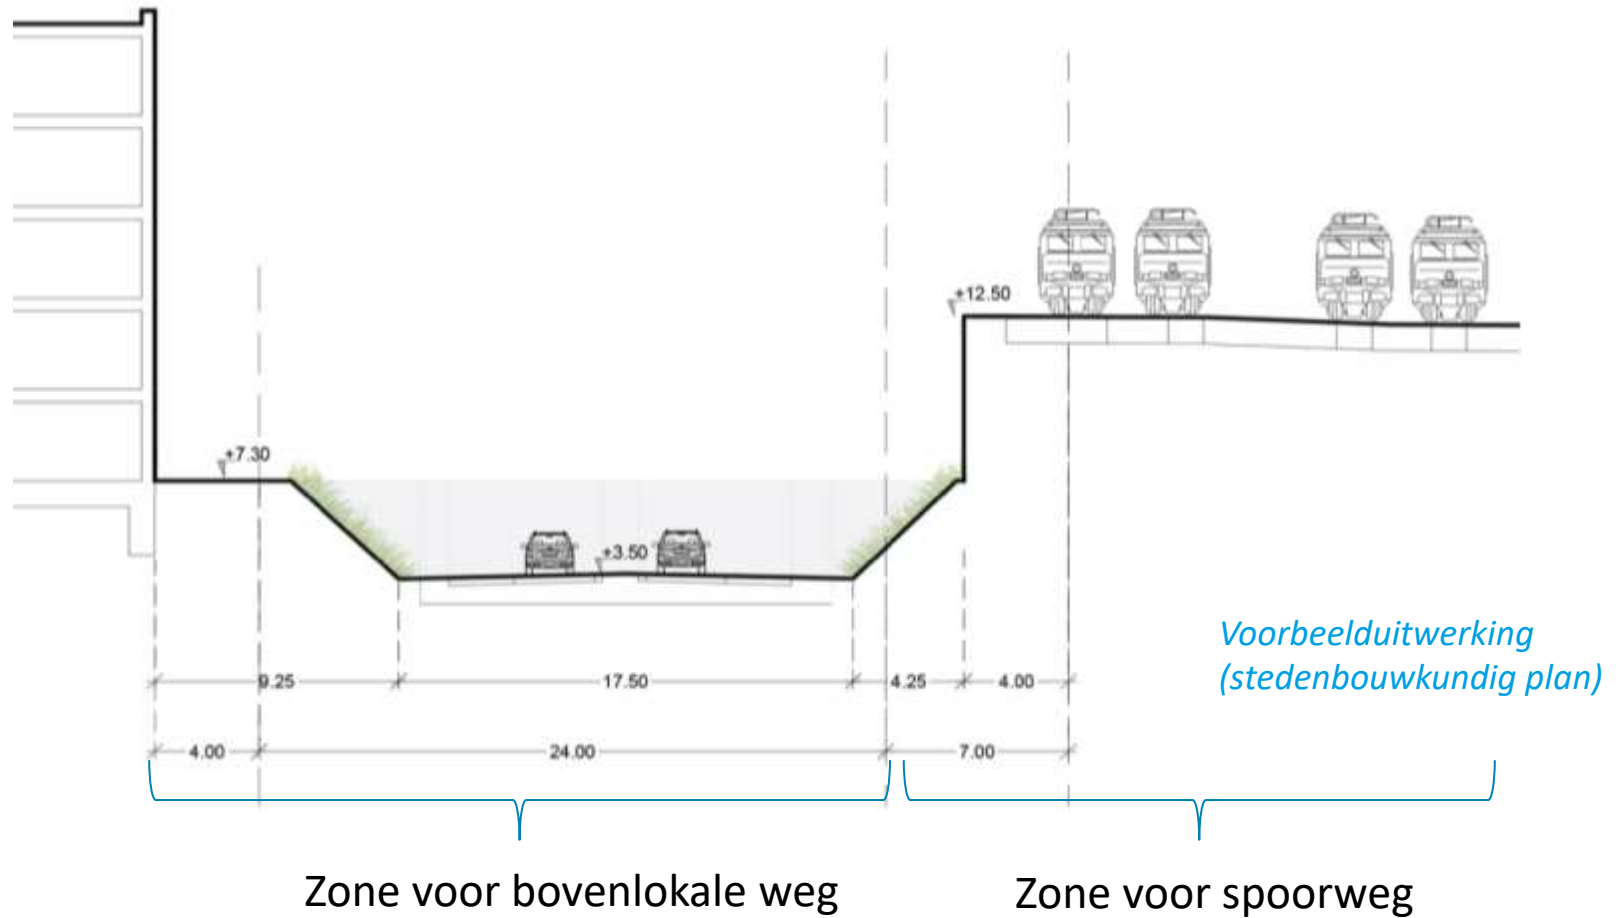 +12.50
+7.30
+3.50
Voorbeelduitwerking
(stedenbouwkundig plan)
9.25 17.50 4.25 4.00
4.00 24.00 7.00
Zone voor bovenlokale weg Zone voor spoorweg